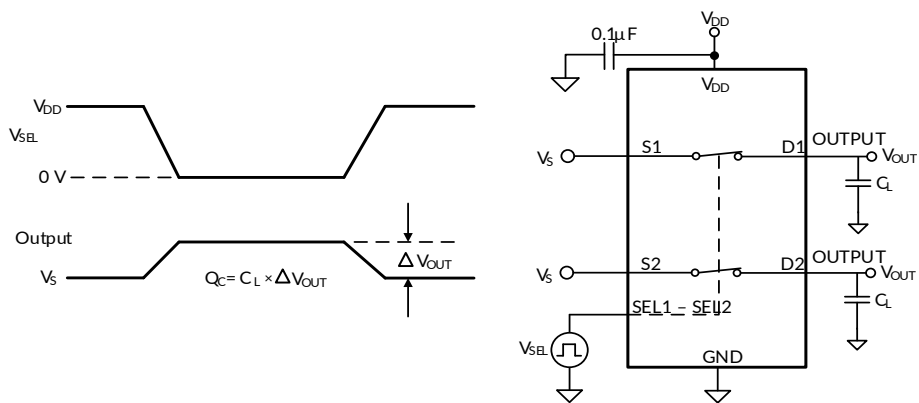 VDD
VSEL
0 V
Output
VS
QC = CL × ΔVOUT
ΔVOUT
VDD
0.1µF
VDD
VS
S1
D1
OUTPUT
VOUT
CL
VS
S2
D2
OUTPUT
VOUT
CL
SEL1 – SEL2
VSEL
GND